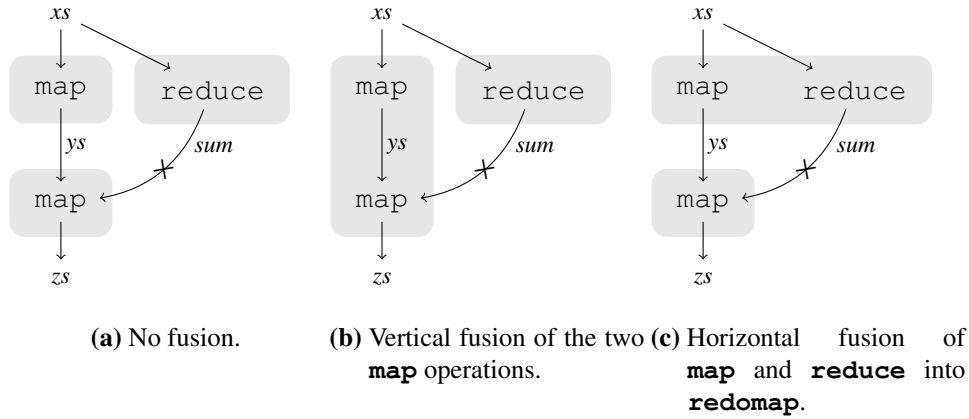 xs
xs
xs
map
reduce
map
reduce
map
reduce
ys
sum
ys
sum
ys
sum
map
map
map
zs
zs
zs
(a) No fusion.
(b) Vertical fusion of the two
map operations.
(c) Horizontal fusion of
map and reduce into
redomap.